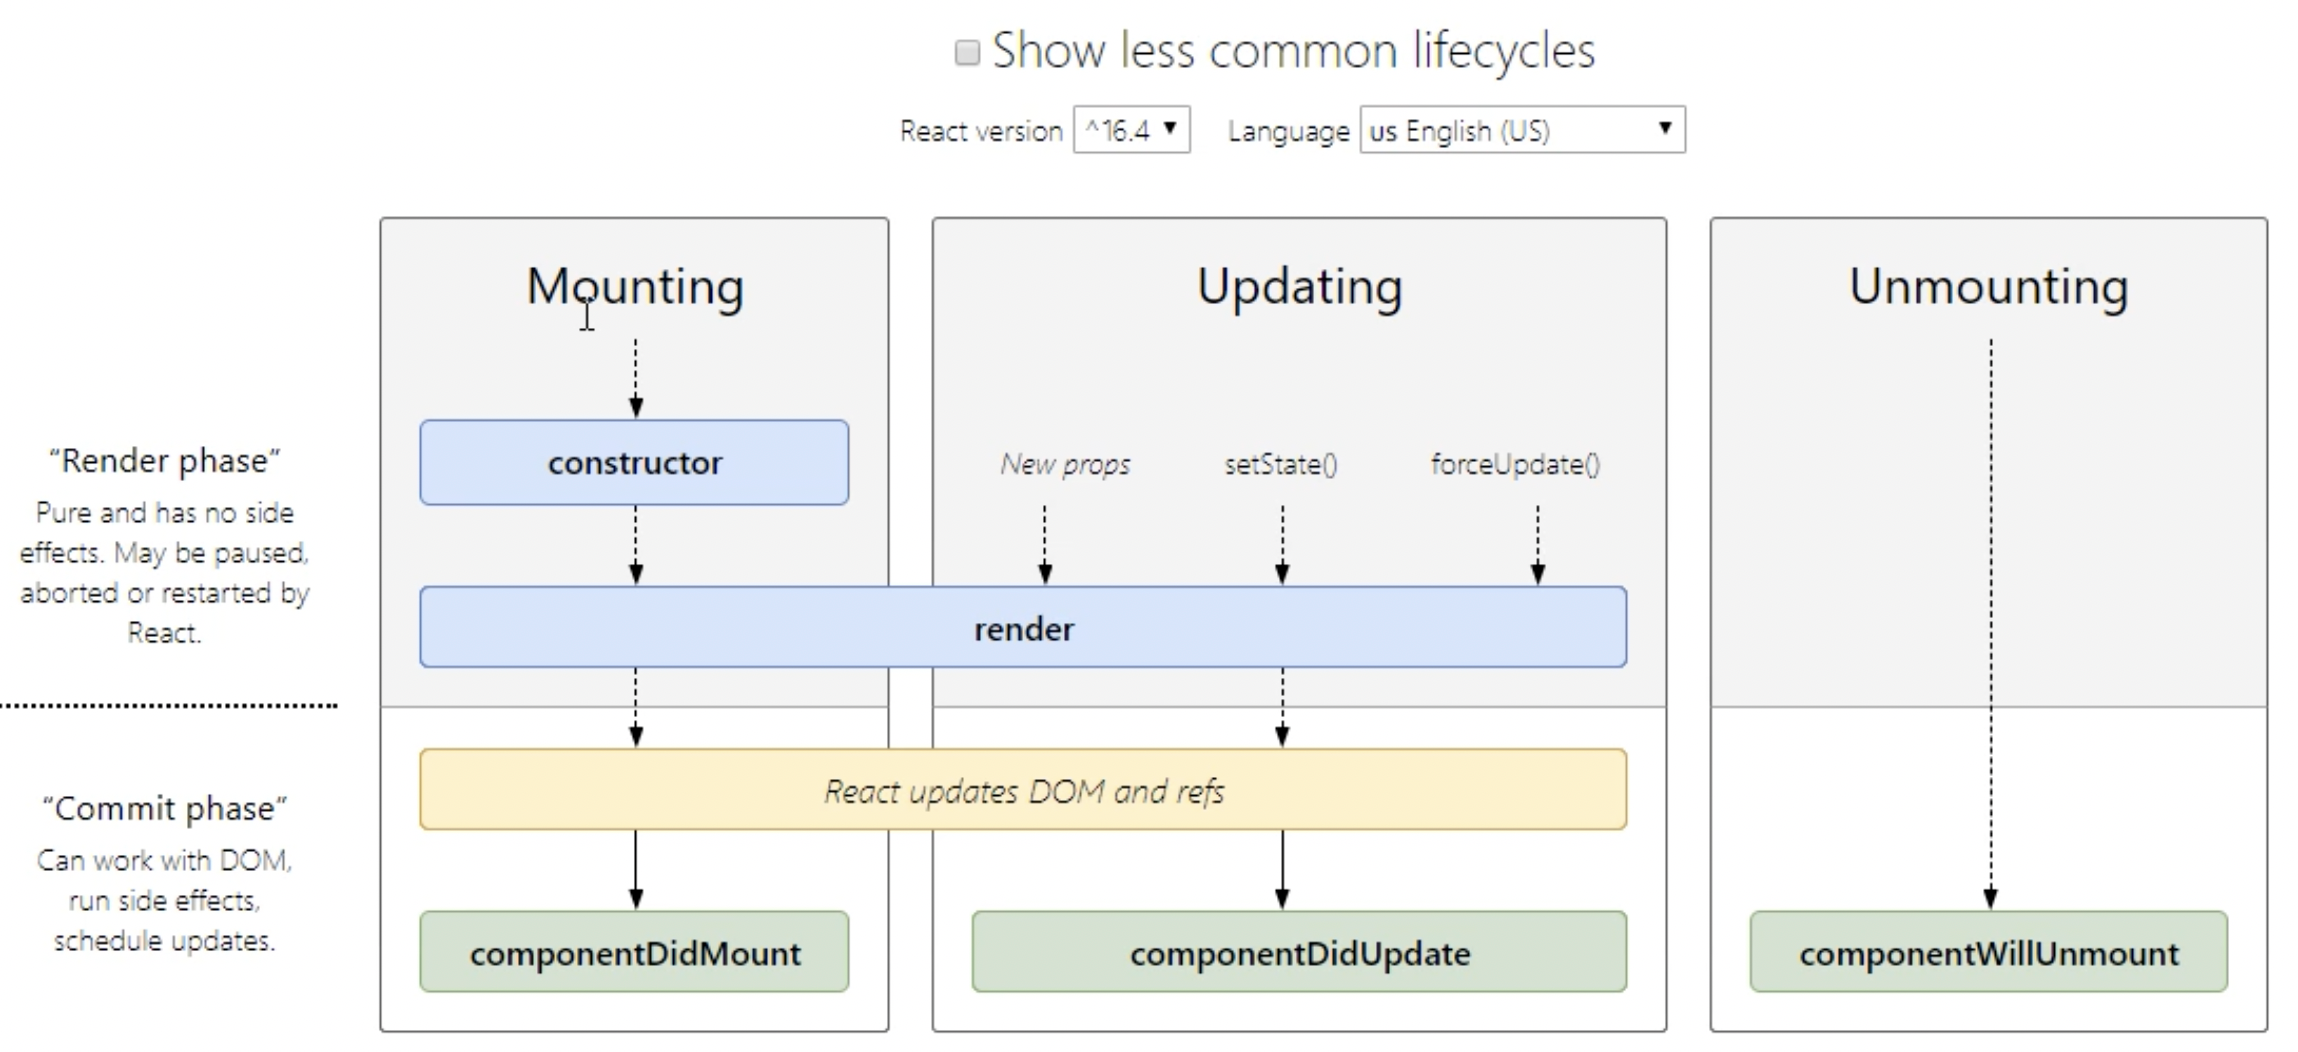 Show less common lifecycles
React version ^16.4 Language us English (US)
Mounting
Updating
Unmounting
"Render phase"
Pure and has no side
effects. May be paused,
aborted or restarted by
React.
constructor
New props
setState()
forceUpdate()
render
"Commit phase"
Can work with DOM,
run side effects,
schedule updates.
React updates DOM and refs
componentDidMount
componentDidUpdate
componentWillUnmount